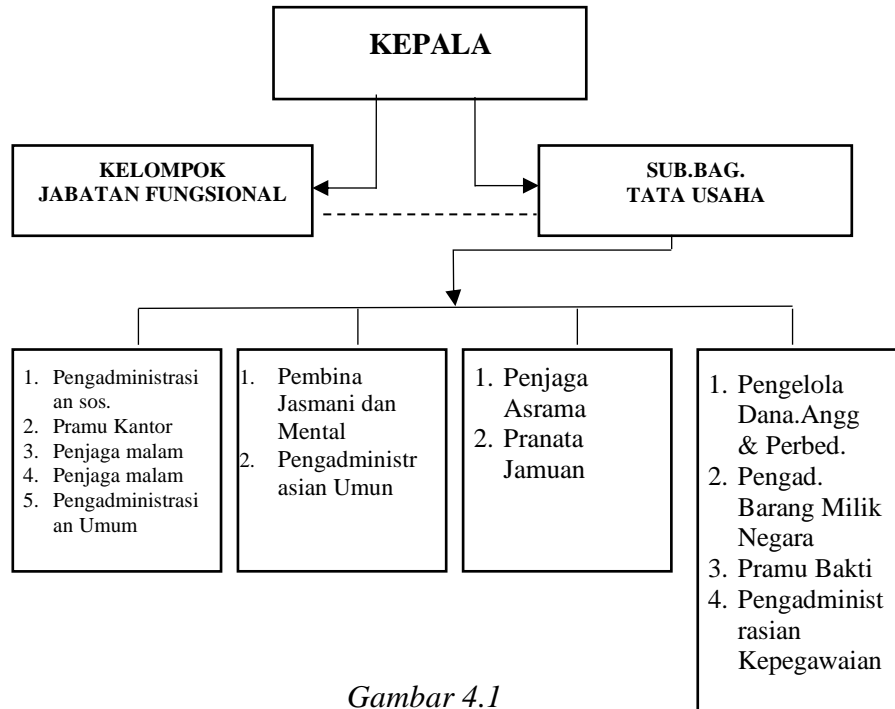 KEPALA
KELOMPOK
JABATAN FUNGSIONAL
SUB.BAG.
TATA USAHA
1. Pengadministrasi
an sos.
2. Pramu Kantor
3. Penjaga malam
4. Penjaga malam
5. Pengadministrasi
an Umum
1. Pembina
Jasmani dan
Mental
2. Pengadministr
asian Umun
1. Penjaga
Asrama
2. Pranata
Jamuan
1. Pengelola
Dana.Angg
& Perbed.
2. Pengad.
Barang Milik
Negara
3. Pramu Bakti
4. Pengadminist
rasian
Kepegawaian
Gambar 4.1